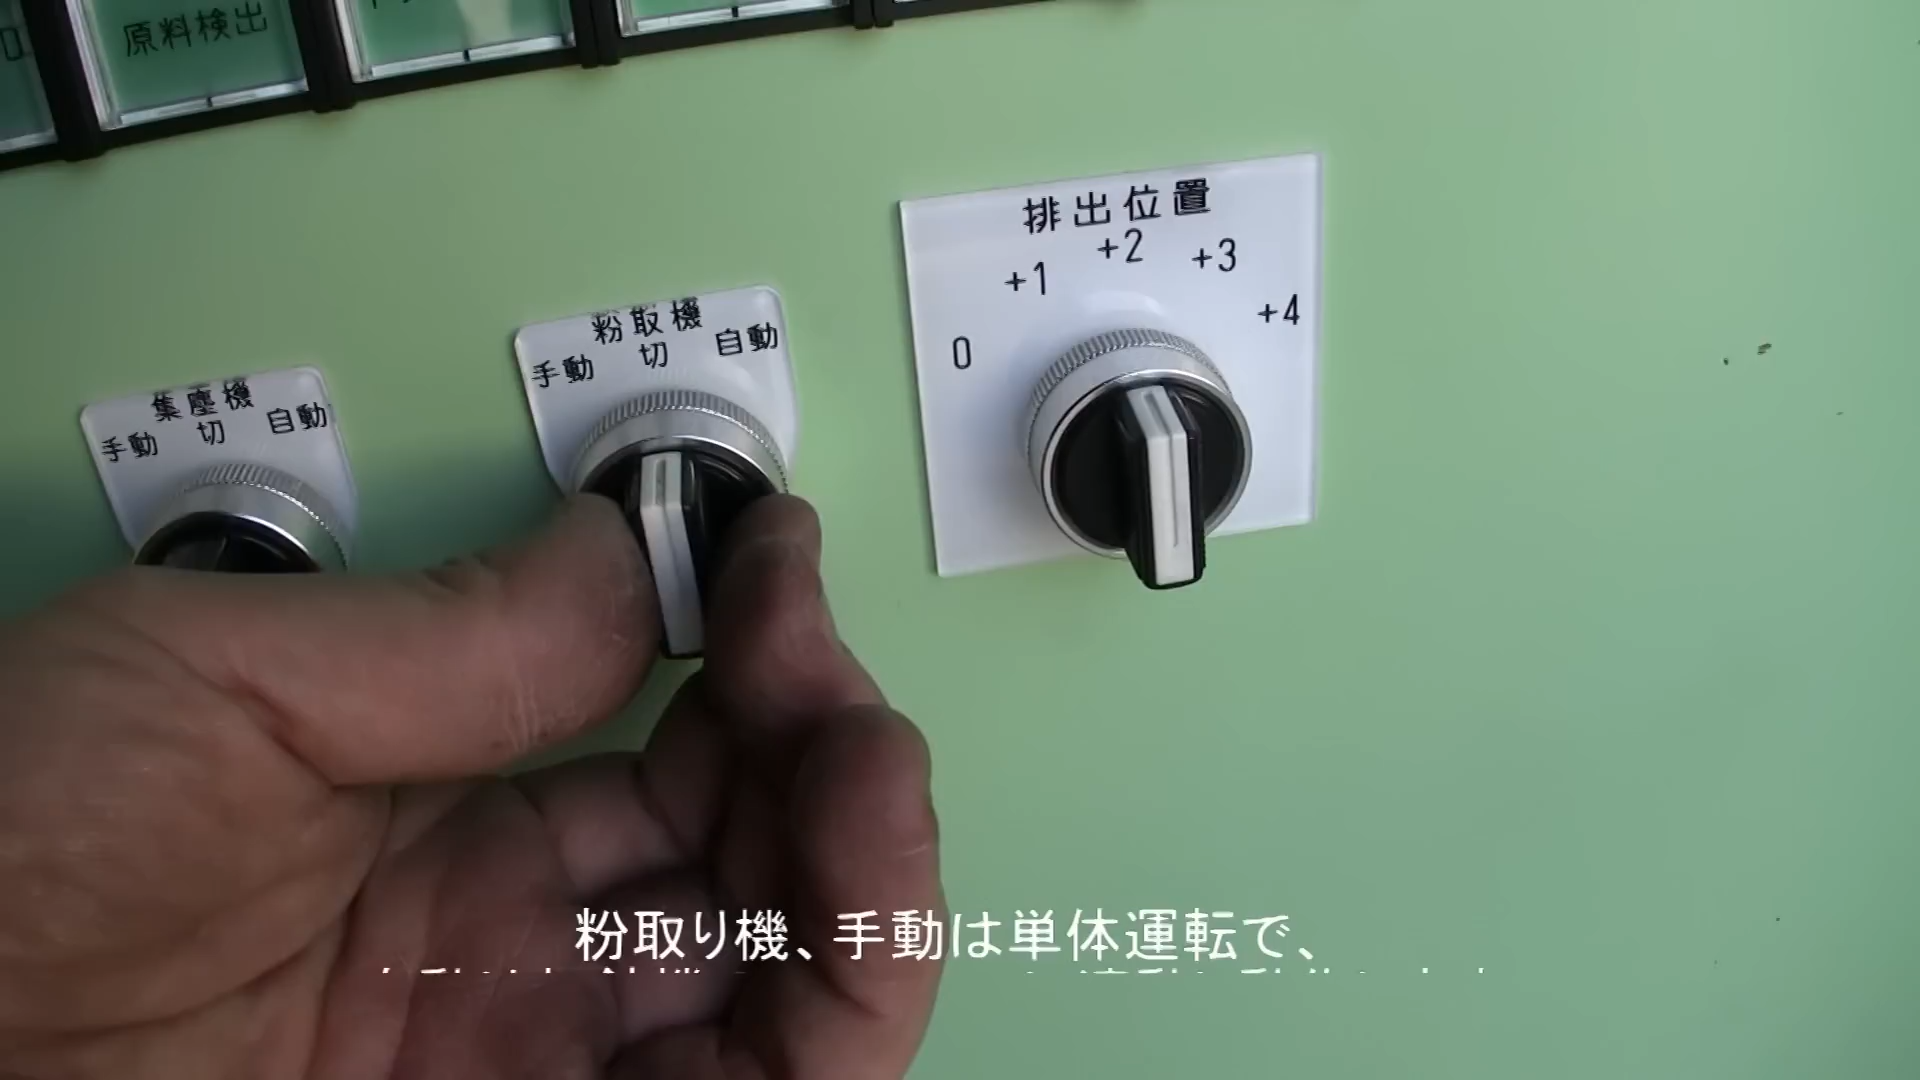 原料検出
排出位置
0
+1
+2
+3
+4
粉取機
手動 切 自動
集塵機
手動 切 自動
粉取り機、手動は単体運転で、